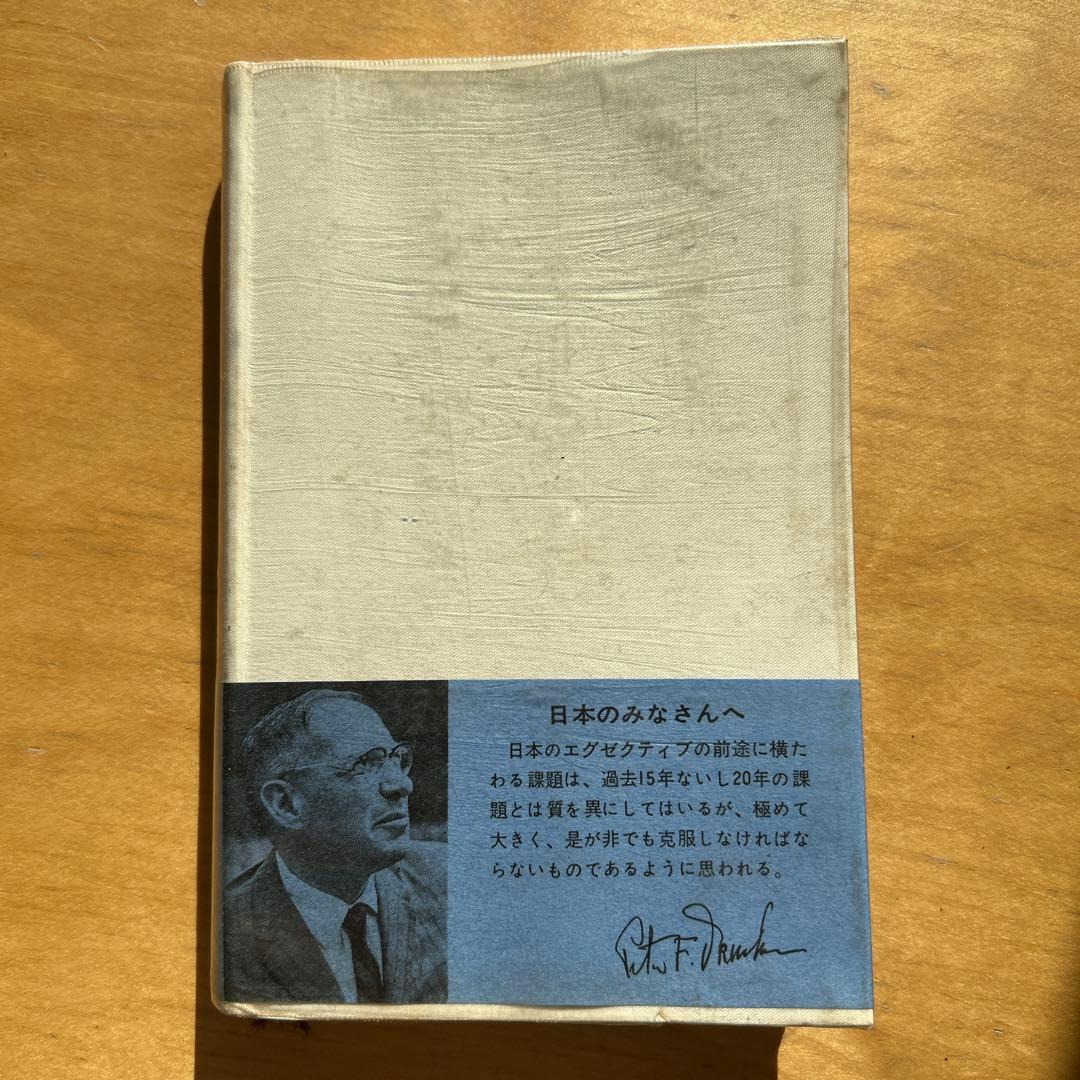 日本のみなさんへ
日本のエグゼクティブの前途に横た
わる課題は、過去15年ないし20年の課
題とは質を異にしてはいるが、極めて
大きく、是が非でも克服しなければな
らないものであるように思われる。
Peter F. Drucker